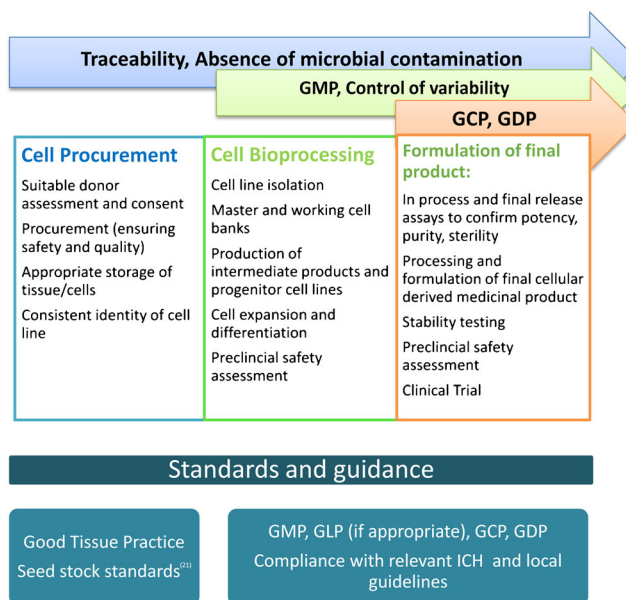 Traceability, Absence of microbial contamination
GMP, Control of variability
GCP, GDP
Cell Procurement
Suitable donor
assessment and consent
Procurement (ensuring
safety and quality)
Appropriate storage of
tissue/cells
Consistent identity of cell
line
Cell Bioprocessing
Cell line isolation
Master and working cell
banks
Production of
intermediate products and
progenitor cell lines
Cell expansion and
differentiation
Preclincial safety
assessment
Formulation of final
product:
In process and final release
assays to confirm potency,
purity, sterility
Processing and
formulation of final cellular
derived medicinal product
Stability testing
Preclincial safety
assessment
Clinical Trial
Standards and guidance
Good Tissue Practice
Seed stock standards(21)
GMP, GLP (if appropriate), GCP, GDP
Compliance with relevant ICH and local
guidelines